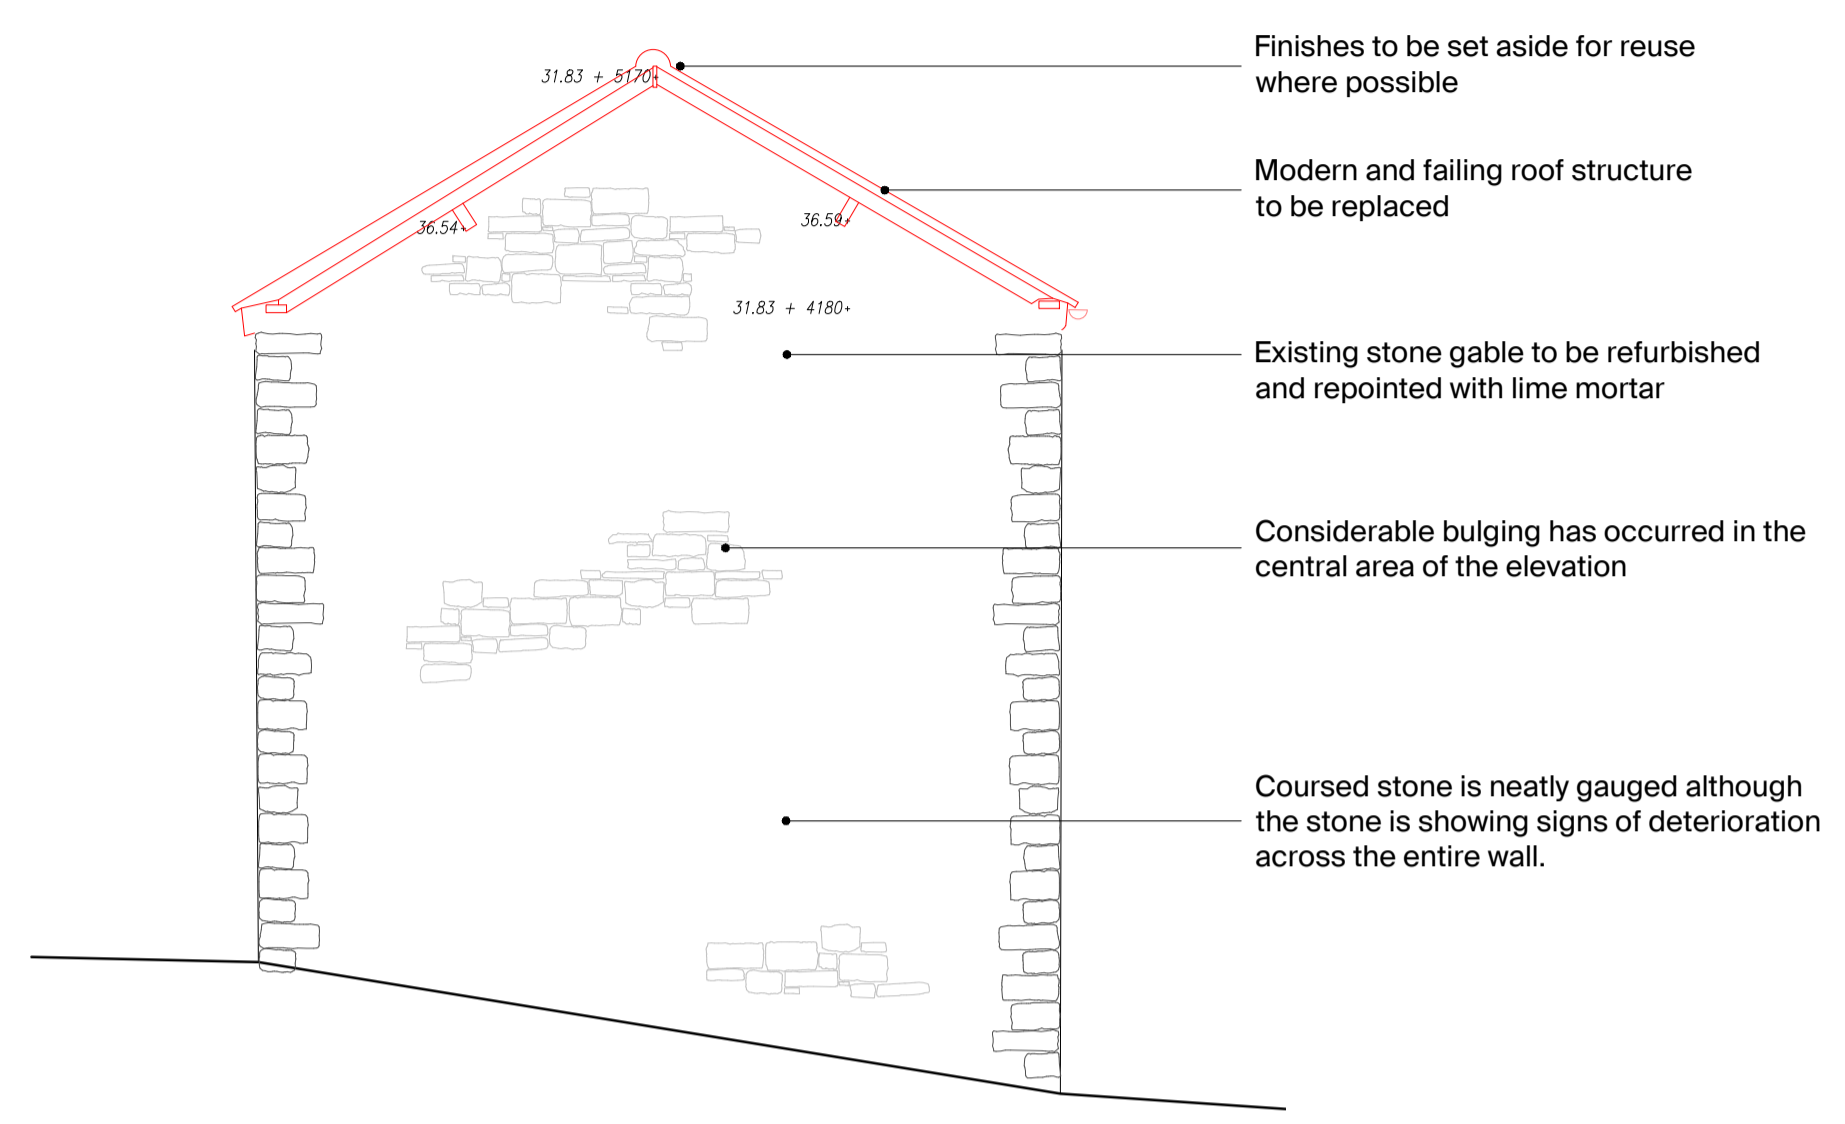 Finishes to be set aside for reuse
where possible
31.83 + 5170+
Modern and failing roof structure
to be replaced
36.54+
36.59+
31.83 + 4180+
Existing stone gable to be refurbished
and repointed with lime mortar
Considerable bulging has occurred in the
central area of the elevation
Coursed stone is neatly gauged although
the stone is showing signs of deterioration
across the entire wall.